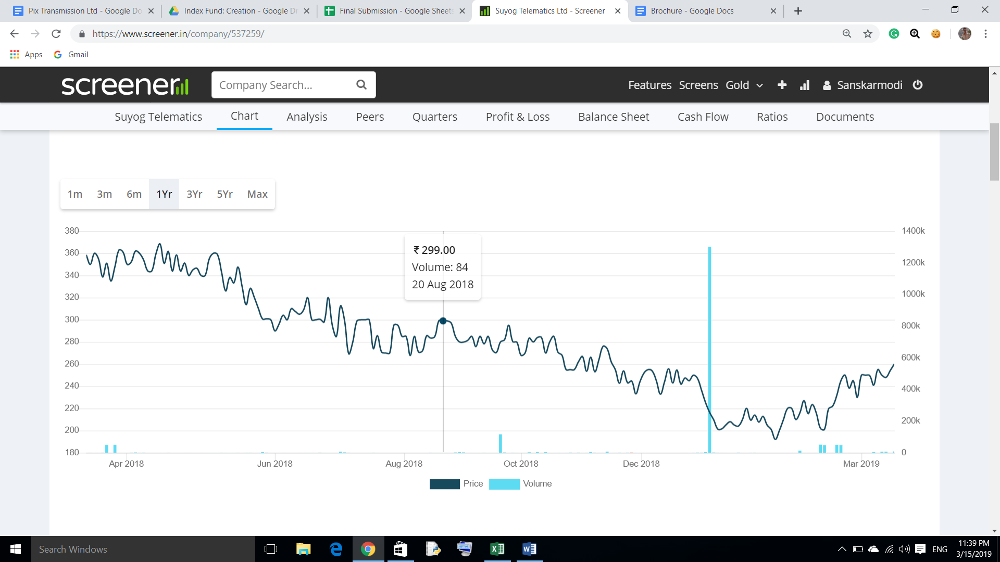 Pix Transmission Ltd - Google Do
Index Fund: Creation - Google Dr
Final Submission - Google Sheets
Suyog Telematics Ltd - Screener
Brochure - Google Docs
https://www.screener.in/company/537259/
Apps
Gmail
screener
Company Search...
Features
Screens
Gold
Sanskarmodi
Suyog Telematics
Chart
Analysis
Peers
Quarters
Profit & Loss
Balance Sheet
Cash Flow
Ratios
Documents
1m 3m 6m 1Yr 3Yr 5Yr Max
₹ 299.00
Volume: 84
20 Aug 2018
380
360
340
320
300
280
260
240
220
200
180
1400k
1200k
1000k
800k
600k
400k
200k
0
Apr 2018
Jun 2018
Aug 2018
Oct 2018
Dec 2018
Mar 2019
Price
Volume
Search Windows
ENG
11:39 PM
3/15/2019